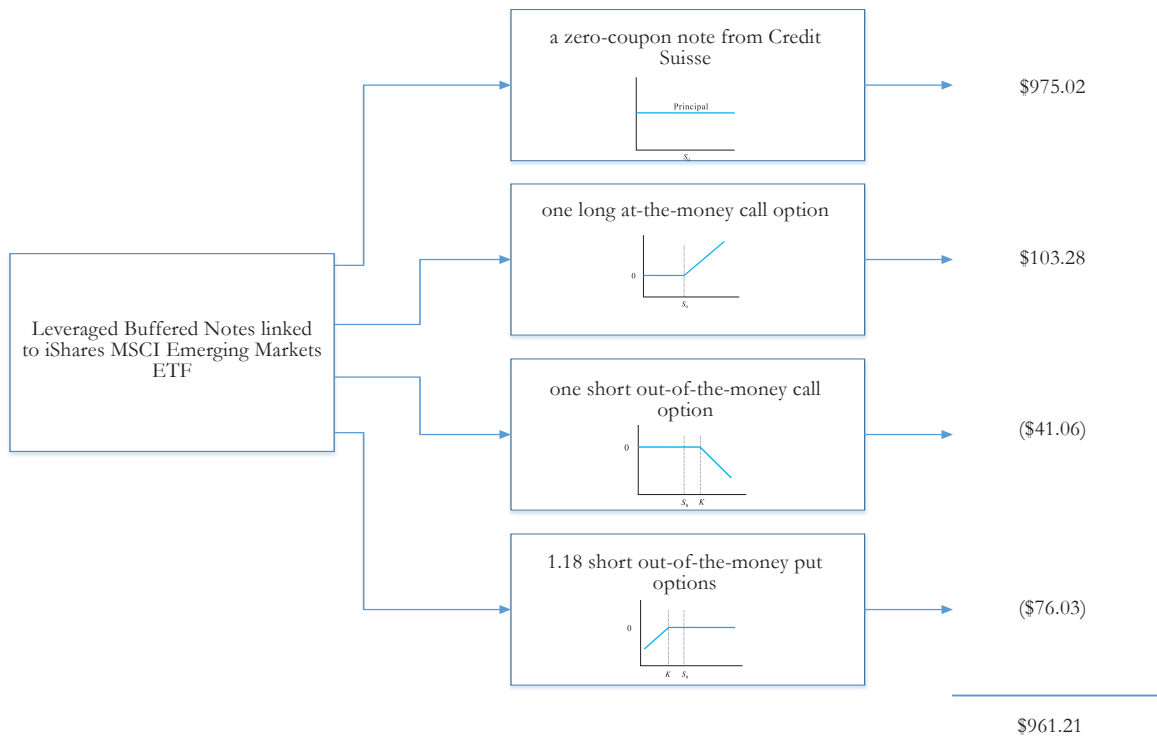 a zero-coupon note from Credit
Suisse
Principal
S₀
$975.02
one long at-the-money call option
0
S₀
$103.28
Leveraged Buffered Notes linked
to iShares MSCI Emerging Markets
ETF
one short out-of-the-money call
option
0
S₀ K
($41.06)
1.18 short out-of-the-money put
options
0
K S₀
($76.03)
$961.21